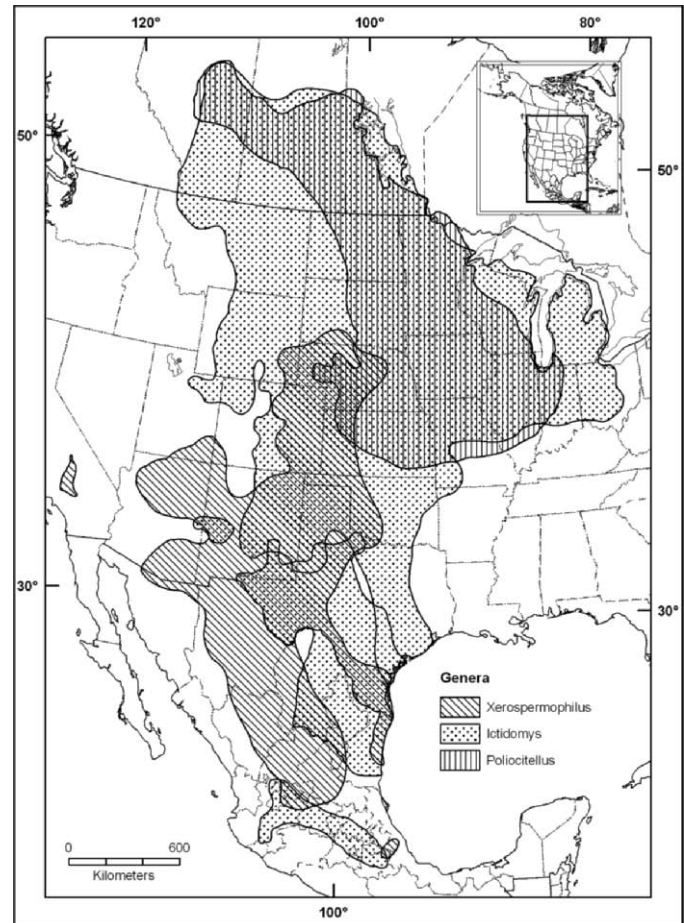 120° 100° 80°
50°
50°
30°
30°
Genera
Xerospermophilus
Ictidomys
Poliocitellus
0 600
Kilometers
100°